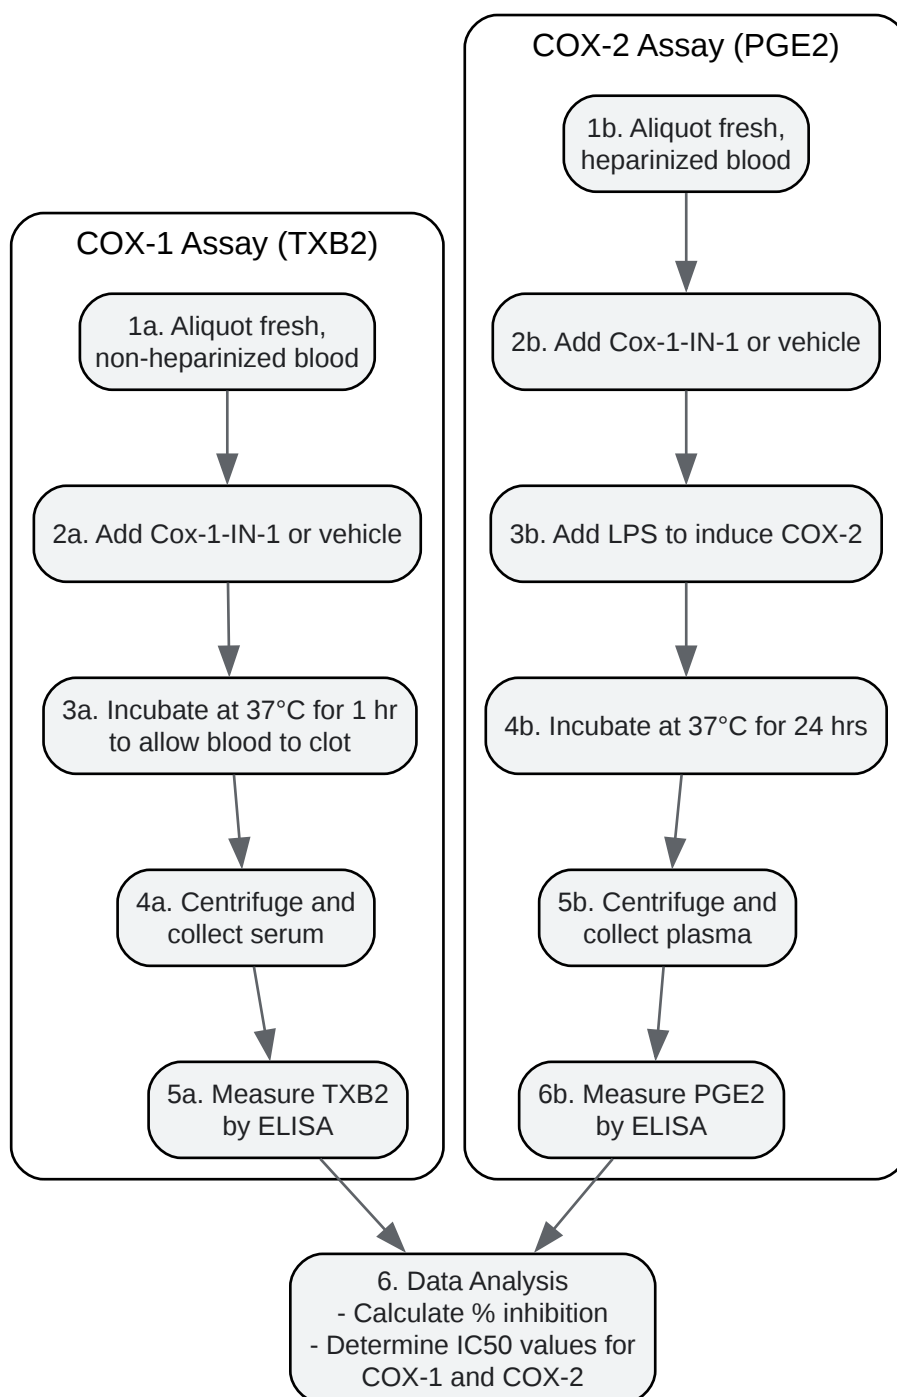 COX-1 Assay (TXB2)
1a. Aliquot fresh,
non-heparinized blood
2a. Add Cox-1-IN-1 or vehicle
3a. Incubate at 37°C for 1 hr
to allow blood to clot
4a. Centrifuge and
collect serum
5a. Measure TXB2
by ELISA
COX-2 Assay (PGE2)
1b. Aliquot fresh,
heparinized blood
2b. Add Cox-1-IN-1 or vehicle
3b. Add LPS to induce COX-2
4b. Incubate at 37°C for 24 hrs
5b. Centrifuge and
collect plasma
6b. Measure PGE2
by ELISA
6. Data Analysis
- Calculate % inhibition
- Determine IC50 values for
COX-1 and COX-2